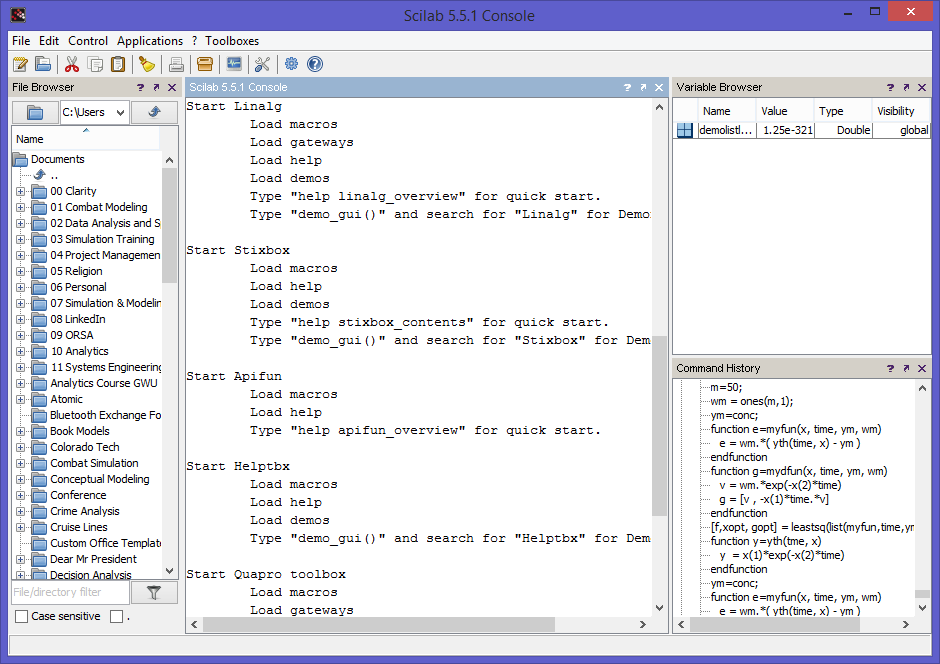 Scilab 5.5.1 Console
File Edit Control Applications ? Toolboxes
File Browser ? ↗ ✕
C:\Users
Name
Documents
..
00 Clarity
01 Combat Modeling
02 Data Analysis and S
03 Simulation Training
04 Project Managemen
05 Religion
06 Personal
07 Simulation & Modelin
08 LinkedIn
09 ORSA
10 Analytics
11 Systems Engineering
Analytics Course GWU
Atomic
Bluetooth Exchange Fo
Book Models
Colorado Tech
Combat Simulation
Conceptual Modeling
Conference
Crime Analysis
Cruise Lines
Custom Office Template
Dear Mr President
Decision Analysis
File/directory filter
Case sensitive .
Scilab 5.5.1 Console ? ↗ ✕
Start Linalg
Load macros
Load gateways
Load help
Load demos
Type "help linalg_overview" for quick start.
Type "demo_gui()" and search for "Linalg" for Demo
Start Stixbox
Load macros
Load help
Load demos
Type "help stixbox_contents" for quick start.
Type "demo_gui()" and search for "Stixbox" for Dem
Start Apifun
Load macros
Load help
Type "help apifun_overview" for quick start.
Start Helptbx
Load macros
Load help
Load demos
Type "demo_gui()" and search for "Helptbx" for Dem
Start Quapro toolbox
Load macros
Load gateways
Variable Browser ? ↗ ✕
Name Value Type Visibility
demolistl... 1.25e-321 Double global
Command History ? ↗ ✕
m=50;
wm = ones(m,1);
ym=conc;
function e=myfun(x, time, ym, wm)
e = wm.*( yth(time, x) - ym )
endfunction
function g=mydfun(x, time, ym, wm)
v = wm.*exp(-x(2)*time)
g = [v , -x(1)*time.*v]
endfunction
[f,xopt, gopt] = leastsq(list(myfun,time,ym
function y=yth(tme, x)
y = x(1)*exp(-x(2)*time)
endfunction
ym=conc;
function e=myfun(x, time, ym, wm)
e = wm.*( yth(time, x) - ym )